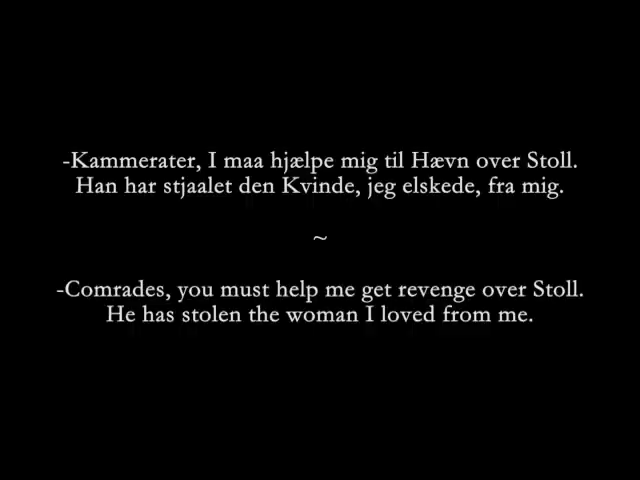 -Kammerater, I maa hjælpe mig til Hævn over Stoll.
Han har stjaalet den Kvinde, jeg elskede, fra mig.
~
-Comrades, you must help me get revenge over Stoll.
He has stolen the woman I loved from me.